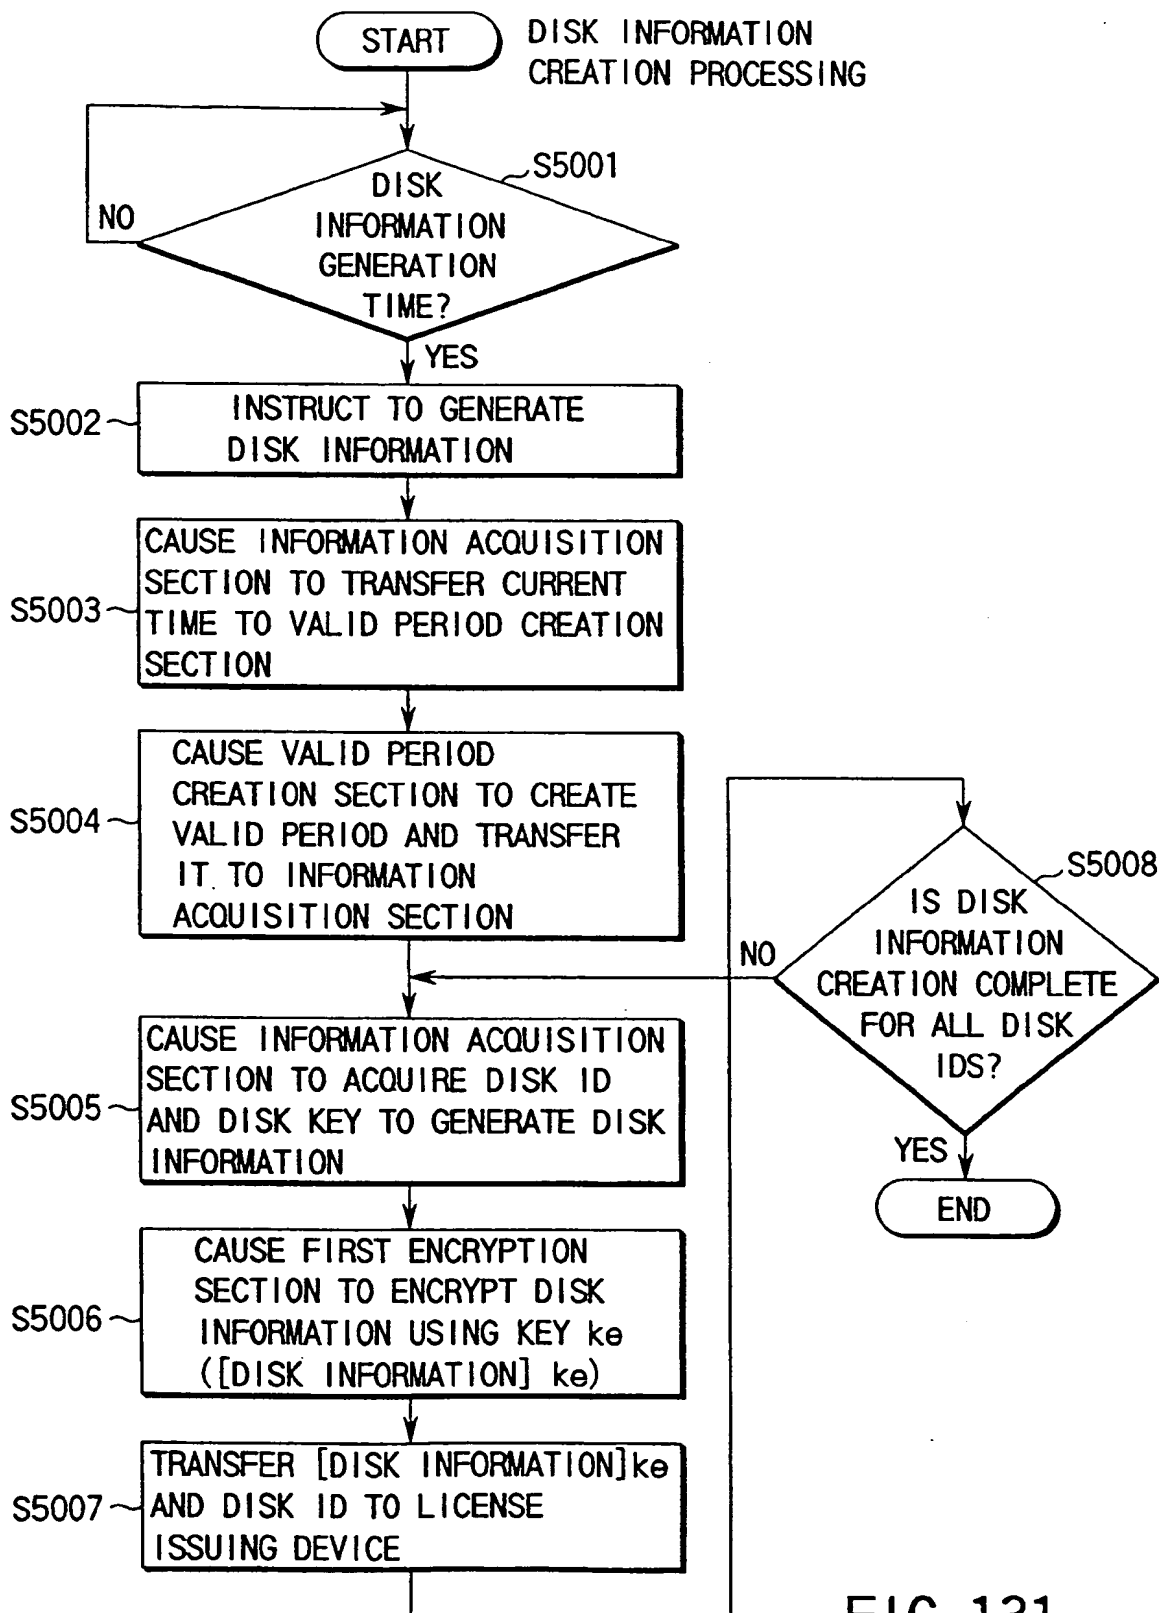 START
DISK INFORMATION
CREATION PROCESSING
S5001
DISK
INFORMATION
GENERATION
TIME?
NO
YES
S5002
INSTRUCT TO GENERATE
DISK INFORMATION
S5003
CAUSE INFORMATION ACQUISITION
SECTION TO TRANSFER CURRENT
TIME TO VALID PERIOD CREATION
SECTION
S5004
CAUSE VALID PERIOD
CREATION SECTION TO CREATE
VALID PERIOD AND TRANSFER
IT TO INFORMATION
ACQUISITION SECTION
S5005
CAUSE INFORMATION ACQUISITION
SECTION TO ACQUIRE DISK ID
AND DISK KEY TO GENERATE DISK
INFORMATION
S5006
CAUSE FIRST ENCRYPTION
SECTION TO ENCRYPT DISK
INFORMATION USING KEY ke
([DISK INFORMATION] ke)
S5007
TRANSFER [DISK INFORMATION]ke
AND DISK ID TO LICENSE
ISSUING DEVICE
S5008
IS DISK
INFORMATION
CREATION COMPLETE
FOR ALL DISK
IDS?
NO
YES
END
FIG. 131